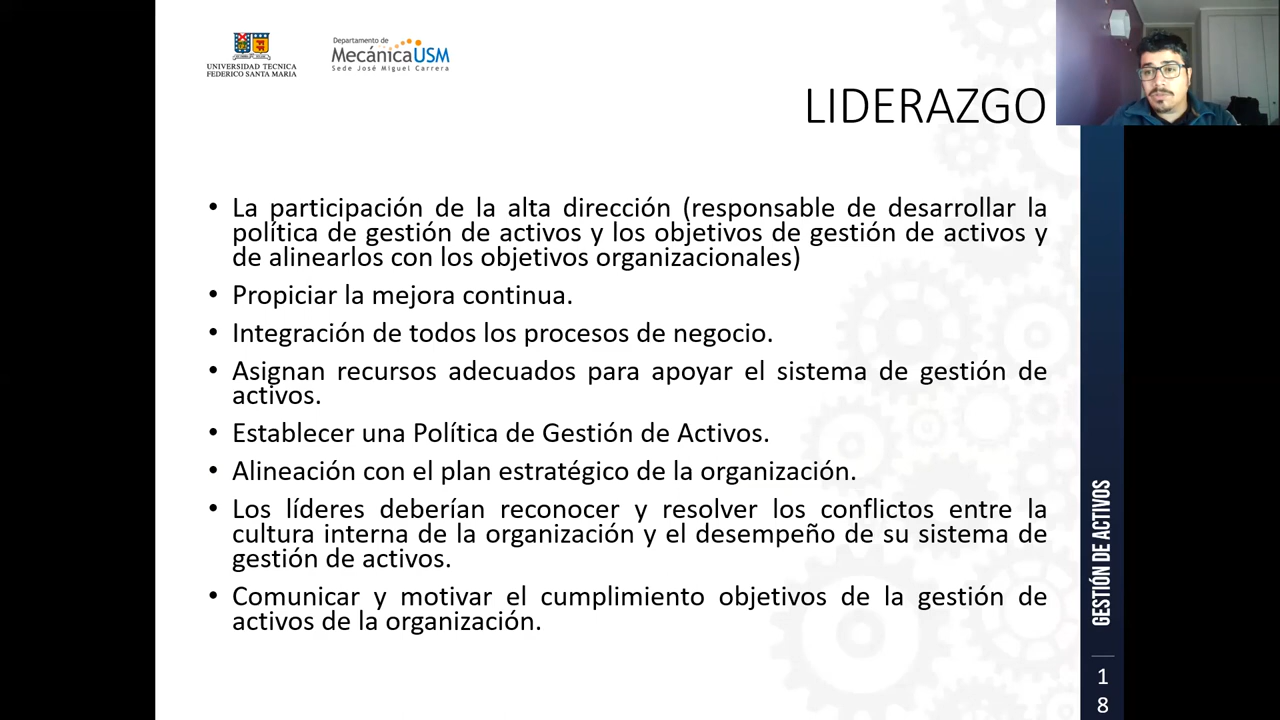 UNIVERSIDAD TECNICA
FEDERICO SANTA MARIA
Departamento de
MecánicaUSM
Sede José Miguel Carrera
LIDERAZGO
• La participación de la alta dirección (responsable de desarrollar la
política de gestión de activos y los objetivos de gestión de activos y
de alinearlos con los objetivos organizacionales)
• Propiciar la mejora continua.
• Integración de todos los procesos de negocio.
• Asignan recursos adecuados para apoyar el sistema de gestión de
activos.
• Establecer una Política de Gestión de Activos.
• Alineación con el plan estratégico de la organización.
• Los líderes deberían reconocer y resolver los conflictos entre la
cultura interna de la organización y el desempeño de su sistema de
gestión de activos.
• Comunicar y motivar el cumplimiento objetivos de la gestión de
activos de la organización.
GESTIÓN DE ACTIVOS
1
8